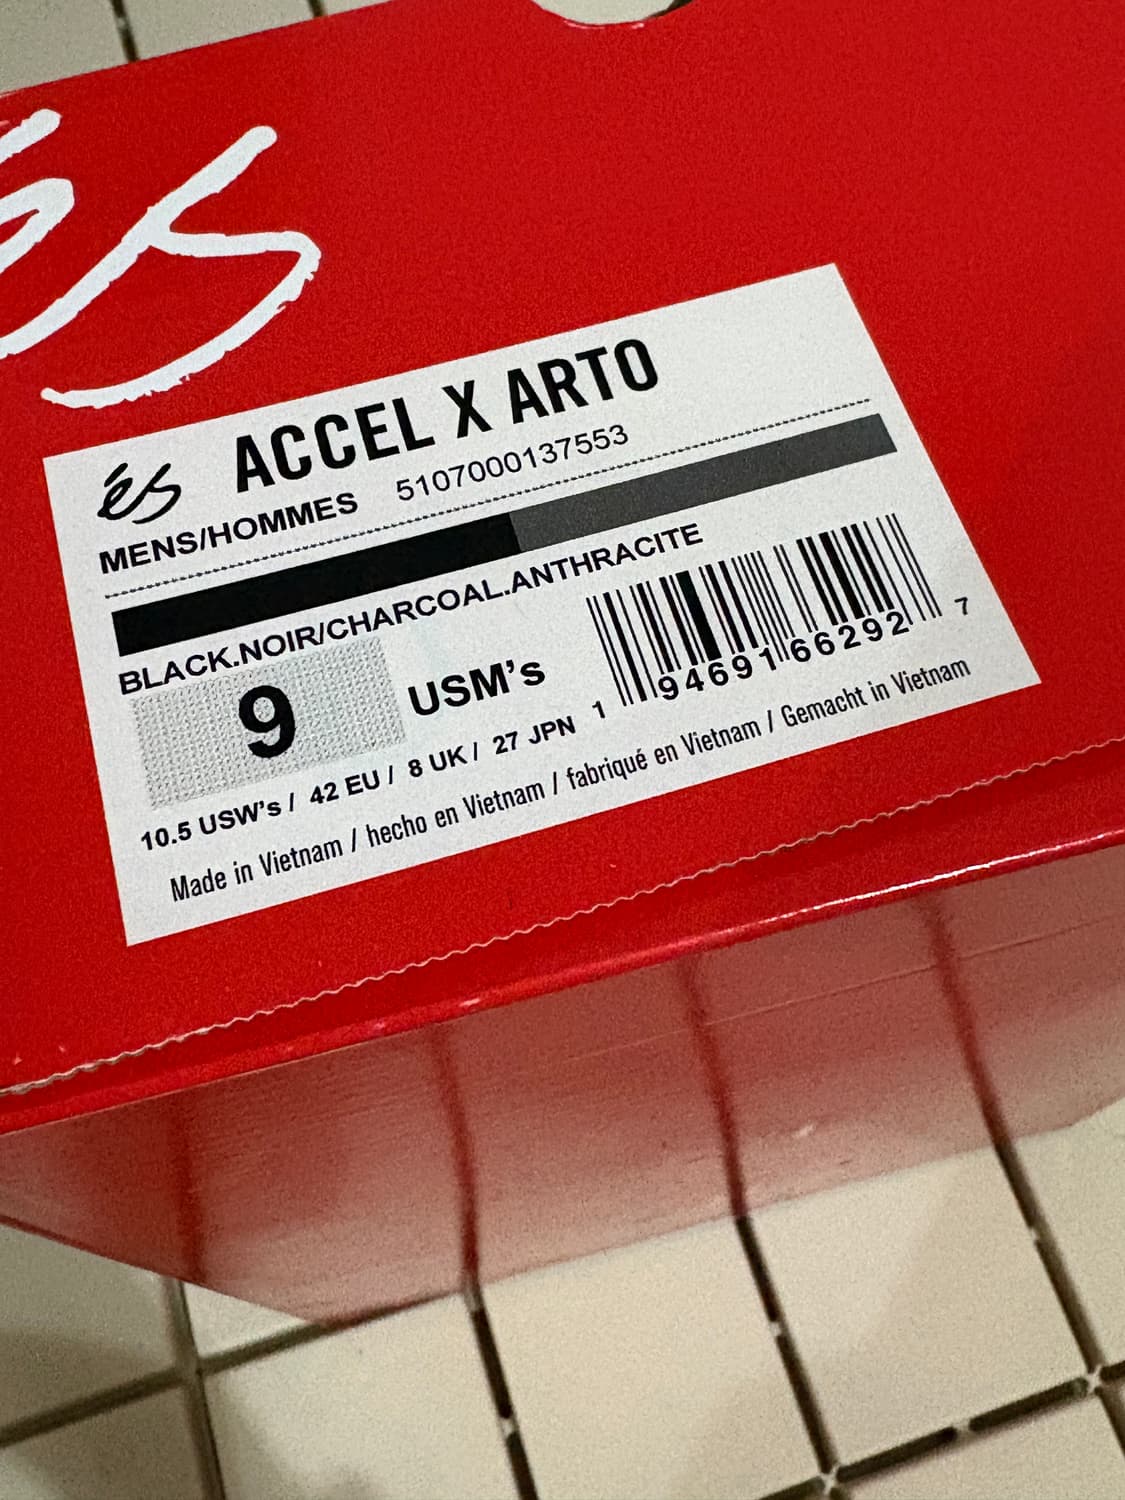 és
és ACCEL X ARTO
MENS/HOMMES 5107000137553
BLACK.NOIR/CHARCOAL.ANTHRACITE
9 USM's
1 94691 66292 7
10.5 USW's / 42 EU / 8 UK / 27 JPN
Made in Vietnam / hecho en Vietnam / fabriqué en Vietnam / Gemacht in Vietnam